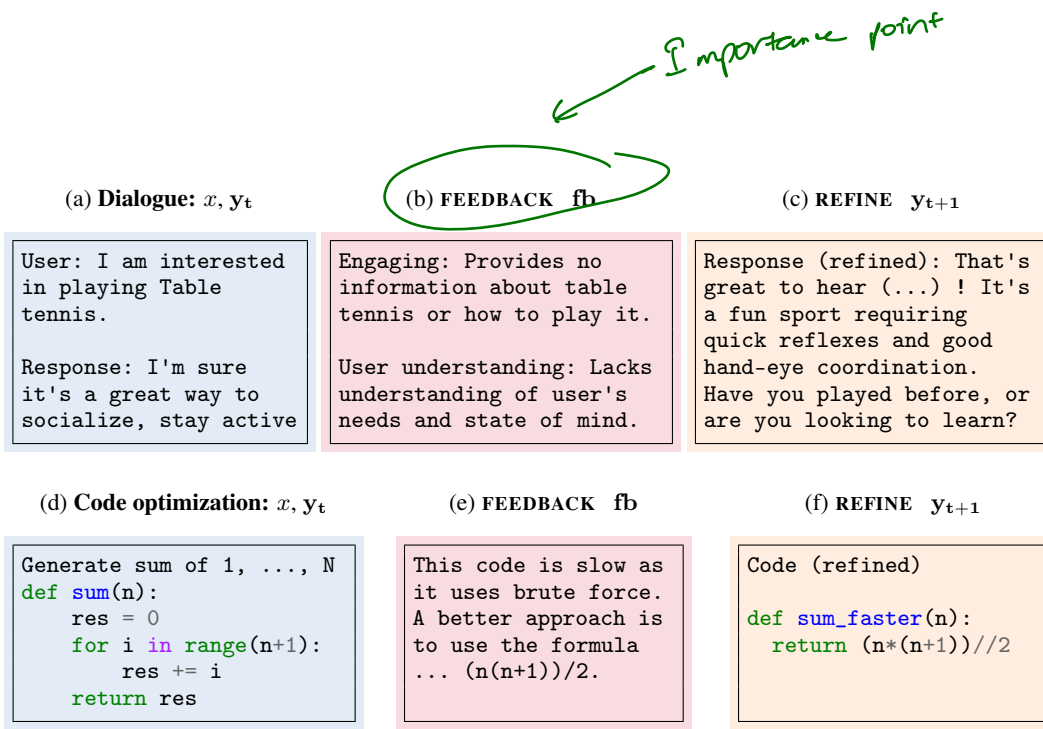 Importance point
(a) Dialogue: x, yt
(b) FEEDBACK fb
(c) REFINE yt+1
User: I am interested
in playing Table
tennis.
Response: I'm sure
it's a great way to
socialize, stay active
Engaging: Provides no
information about table
tennis or how to play it.
User understanding: Lacks
understanding of user's
needs and state of mind.
Response (refined): That's
great to hear (...) ! It's
a fun sport requiring
quick reflexes and good
hand-eye coordination.
Have you played before, or
are you looking to learn?
(d) Code optimization: x, yt
(e) FEEDBACK fb
(f) REFINE yt+1
Generate sum of 1, ..., N
def sum(n):
    res = 0
    for i in range(n+1):
        res += i
    return res
This code is slow as
it uses brute force.
A better approach is
to use the formula
... (n(n+1))/2.
Code (refined)
def sum_faster(n):
  return (n*(n+1))//2